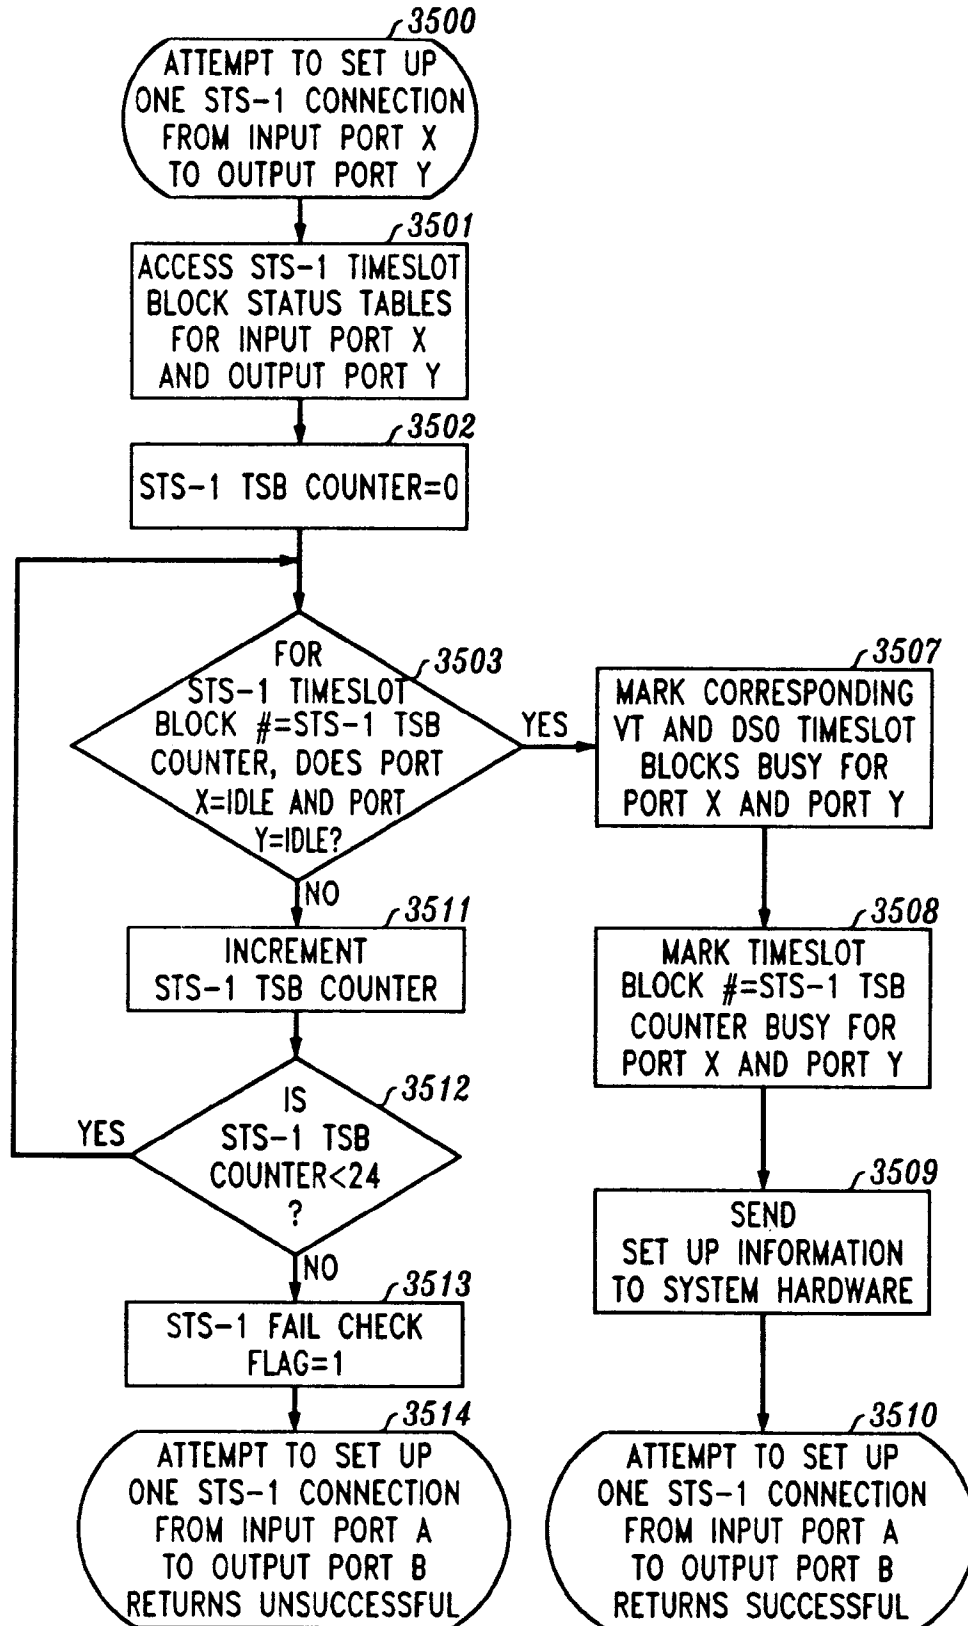 3500
ATTEMPT TO SET UP
ONE STS-1 CONNECTION
FROM INPUT PORT X
TO OUTPUT PORT Y
3501
ACCESS STS-1 TIMESLOT
BLOCK STATUS TABLES
FOR INPUT PORT X
AND OUTPUT PORT Y
3502
STS-1 TSB COUNTER=0
3503
FOR
STS-1 TIMESLOT
BLOCK #=STS-1 TSB
COUNTER, DOES PORT
X=IDLE AND PORT
Y=IDLE?
YES
NO
3507
MARK CORRESPONDING
VT AND DS0 TIMESLOT
BLOCKS BUSY FOR
PORT X AND PORT Y
3508
MARK TIMESLOT
BLOCK #=STS-1 TSB
COUNTER BUSY FOR
PORT X AND PORT Y
3509
SEND
SET UP INFORMATION
TO SYSTEM HARDWARE
3510
ATTEMPT TO SET UP
ONE STS-1 CONNECTION
FROM INPUT PORT A
TO OUTPUT PORT B
RETURNS SUCCESSFUL
3511
INCREMENT
STS-1 TSB COUNTER
3512
IS
STS-1 TSB
COUNTER<24
?
YES
NO
3513
STS-1 FAIL CHECK
FLAG=1
3514
ATTEMPT TO SET UP
ONE STS-1 CONNECTION
FROM INPUT PORT A
TO OUTPUT PORT B
RETURNS UNSUCCESSFUL